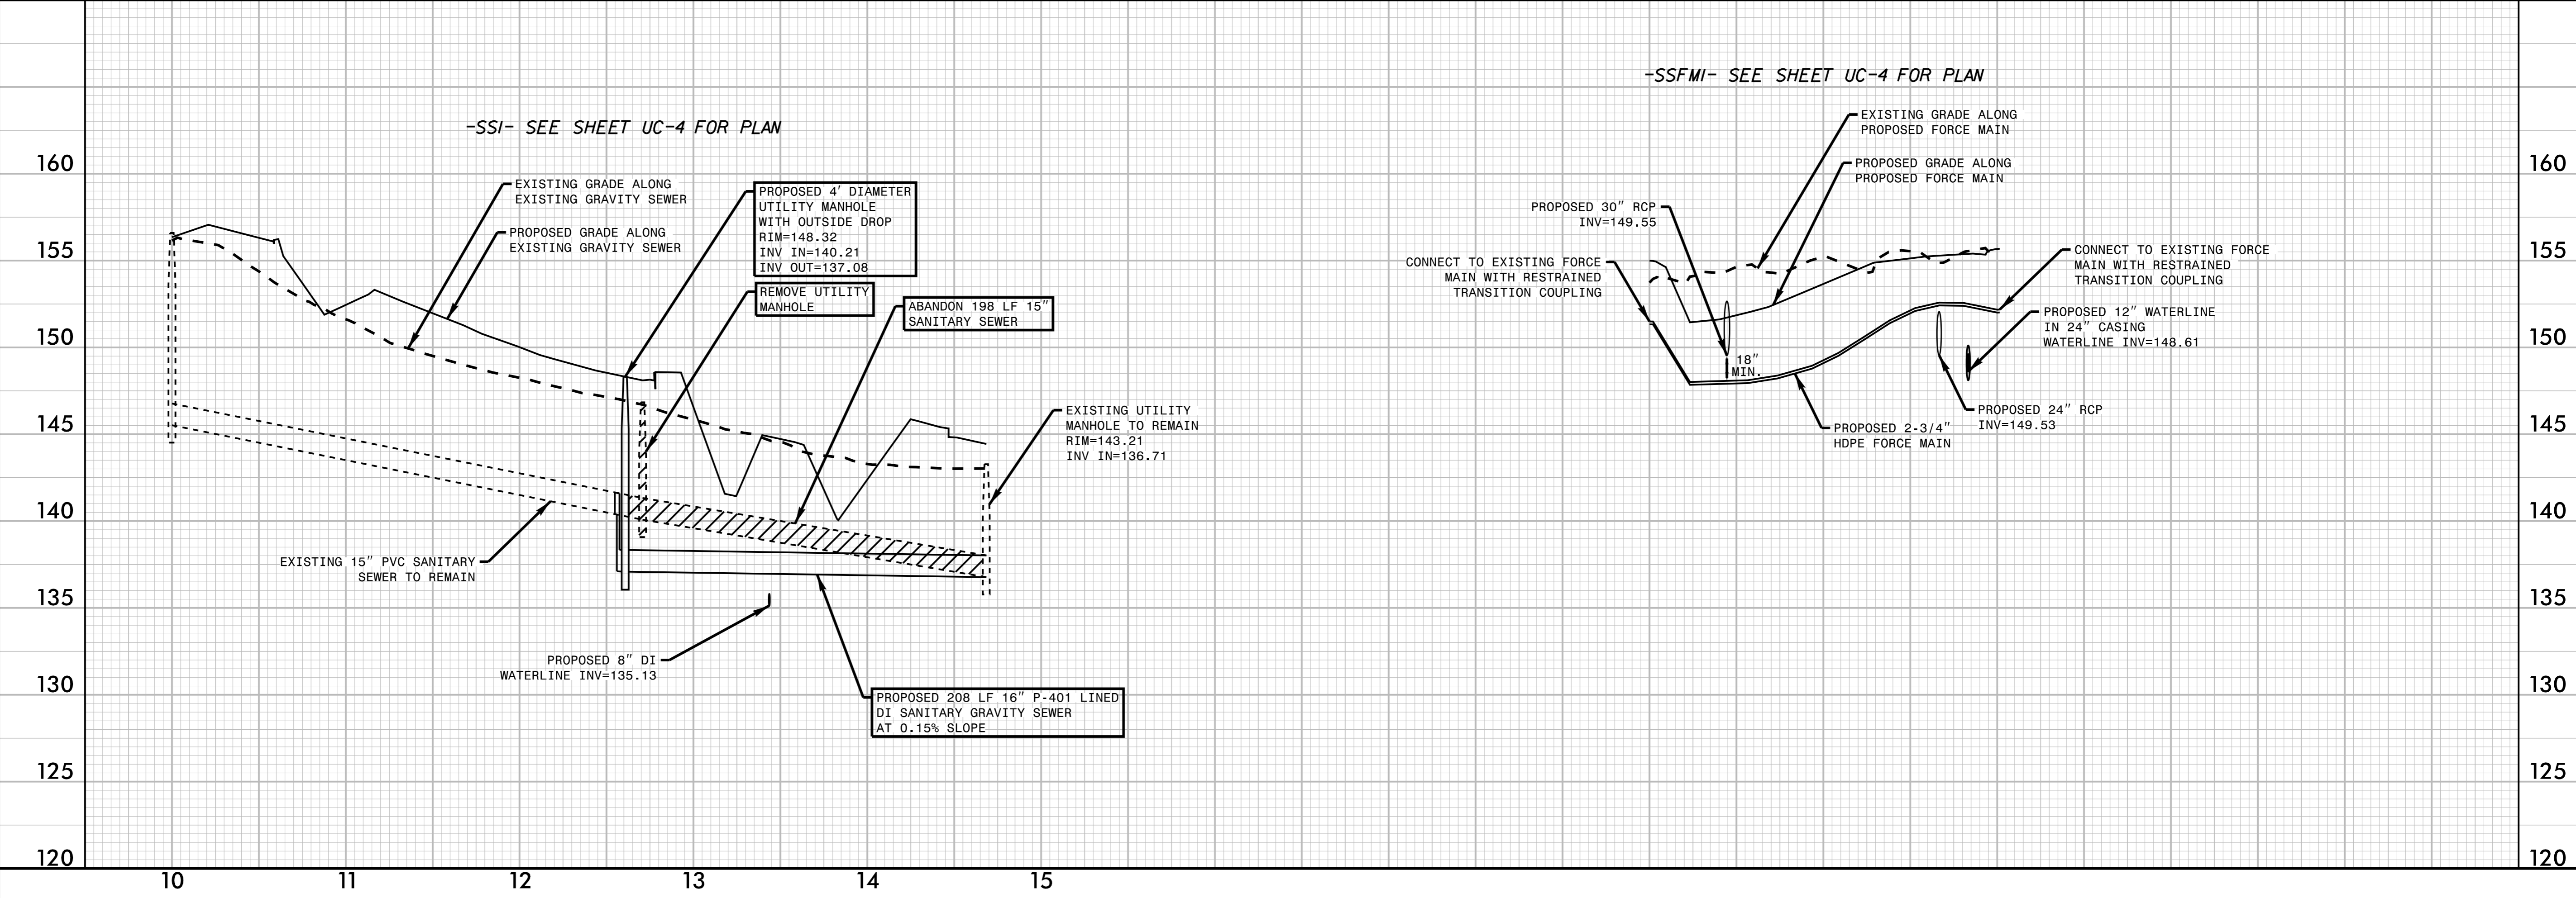 -SS1- SEE SHEET UC-4 FOR PLAN
-SSFM1- SEE SHEET UC-4 FOR PLAN
160
155
150
145
140
135
130
125
120
EXISTING GRADE ALONG
EXISTING GRAVITY SEWER
PROPOSED GRADE ALONG
EXISTING GRAVITY SEWER
PROPOSED 4' DIAMETER
UTILITY MANHOLE
WITH OUTSIDE DROP
RIM=148.32
INV IN=140.21
INV OUT=137.08
REMOVE UTILITY
MANHOLE
ABANDON 198 LF 15"
SANITARY SEWER
EXISTING UTILITY
MANHOLE TO REMAIN
RIM=143.21
INV IN=136.71
EXISTING 15" PVC SANITARY
SEWER TO REMAIN
PROPOSED 8" DI
WATERLINE INV=135.13
PROPOSED 208 LF 16" P-401 LINED
DI SANITARY GRAVITY SEWER
AT 0.15% SLOPE
10
11
12
13
14
15
EXISTING GRADE ALONG
PROPOSED FORCE MAIN
PROPOSED GRADE ALONG
PROPOSED FORCE MAIN
PROPOSED 30" RCP
INV=149.55
CONNECT TO EXISTING FORCE
MAIN WITH RESTRAINED
TRANSITION COUPLING
18"
MIN.
CONNECT TO EXISTING FORCE
MAIN WITH RESTRAINED
TRANSITION COUPLING
PROPOSED 12" WATERLINE
IN 24" CASING
WATERLINE INV=148.61
PROPOSED 24" RCP
INV=149.53
PROPOSED 2-3/4"
HDPE FORCE MAIN
160
155
150
145
140
135
130
125
120